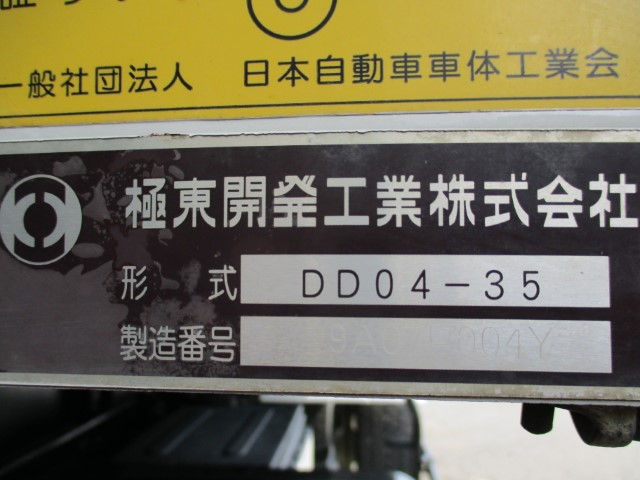 一般社団法人 日本自動車車体工業会
極東開発工業株式会社
形式 DD04-35
製造番号